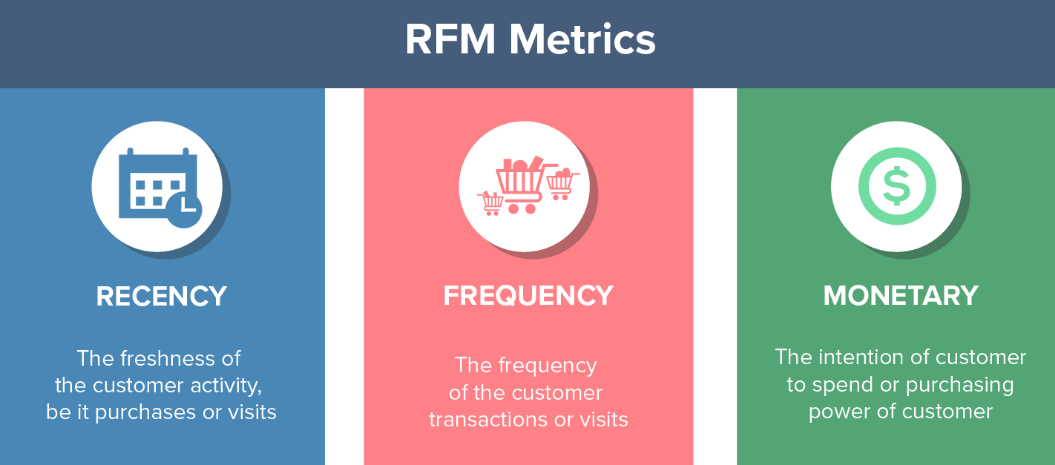 RFM Metrics
RECENCY
The freshness of
the customer activity,
be it purchases or visits
FREQUENCY
The frequency
of the customer
transactions or visits
MONETARY
The intention of customer
to spend or purchasing
power of customer